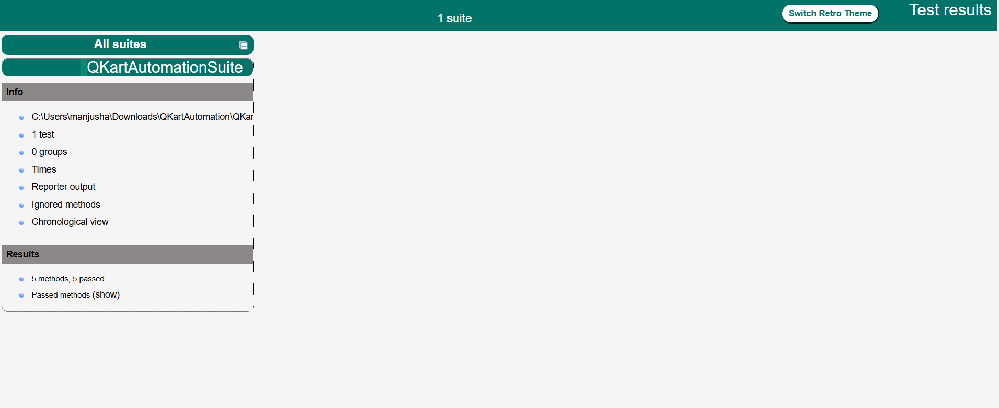 1 suite
Switch Retro Theme
Test results
All suites
QKartAutomationSuite
Info
C:\Users\manjusha\Downloads\QKartAutomation\QKar
1 test
0 groups
Times
Reporter output
Ignored methods
Chronological view
Results
5 methods, 5 passed
Passed methods (show)